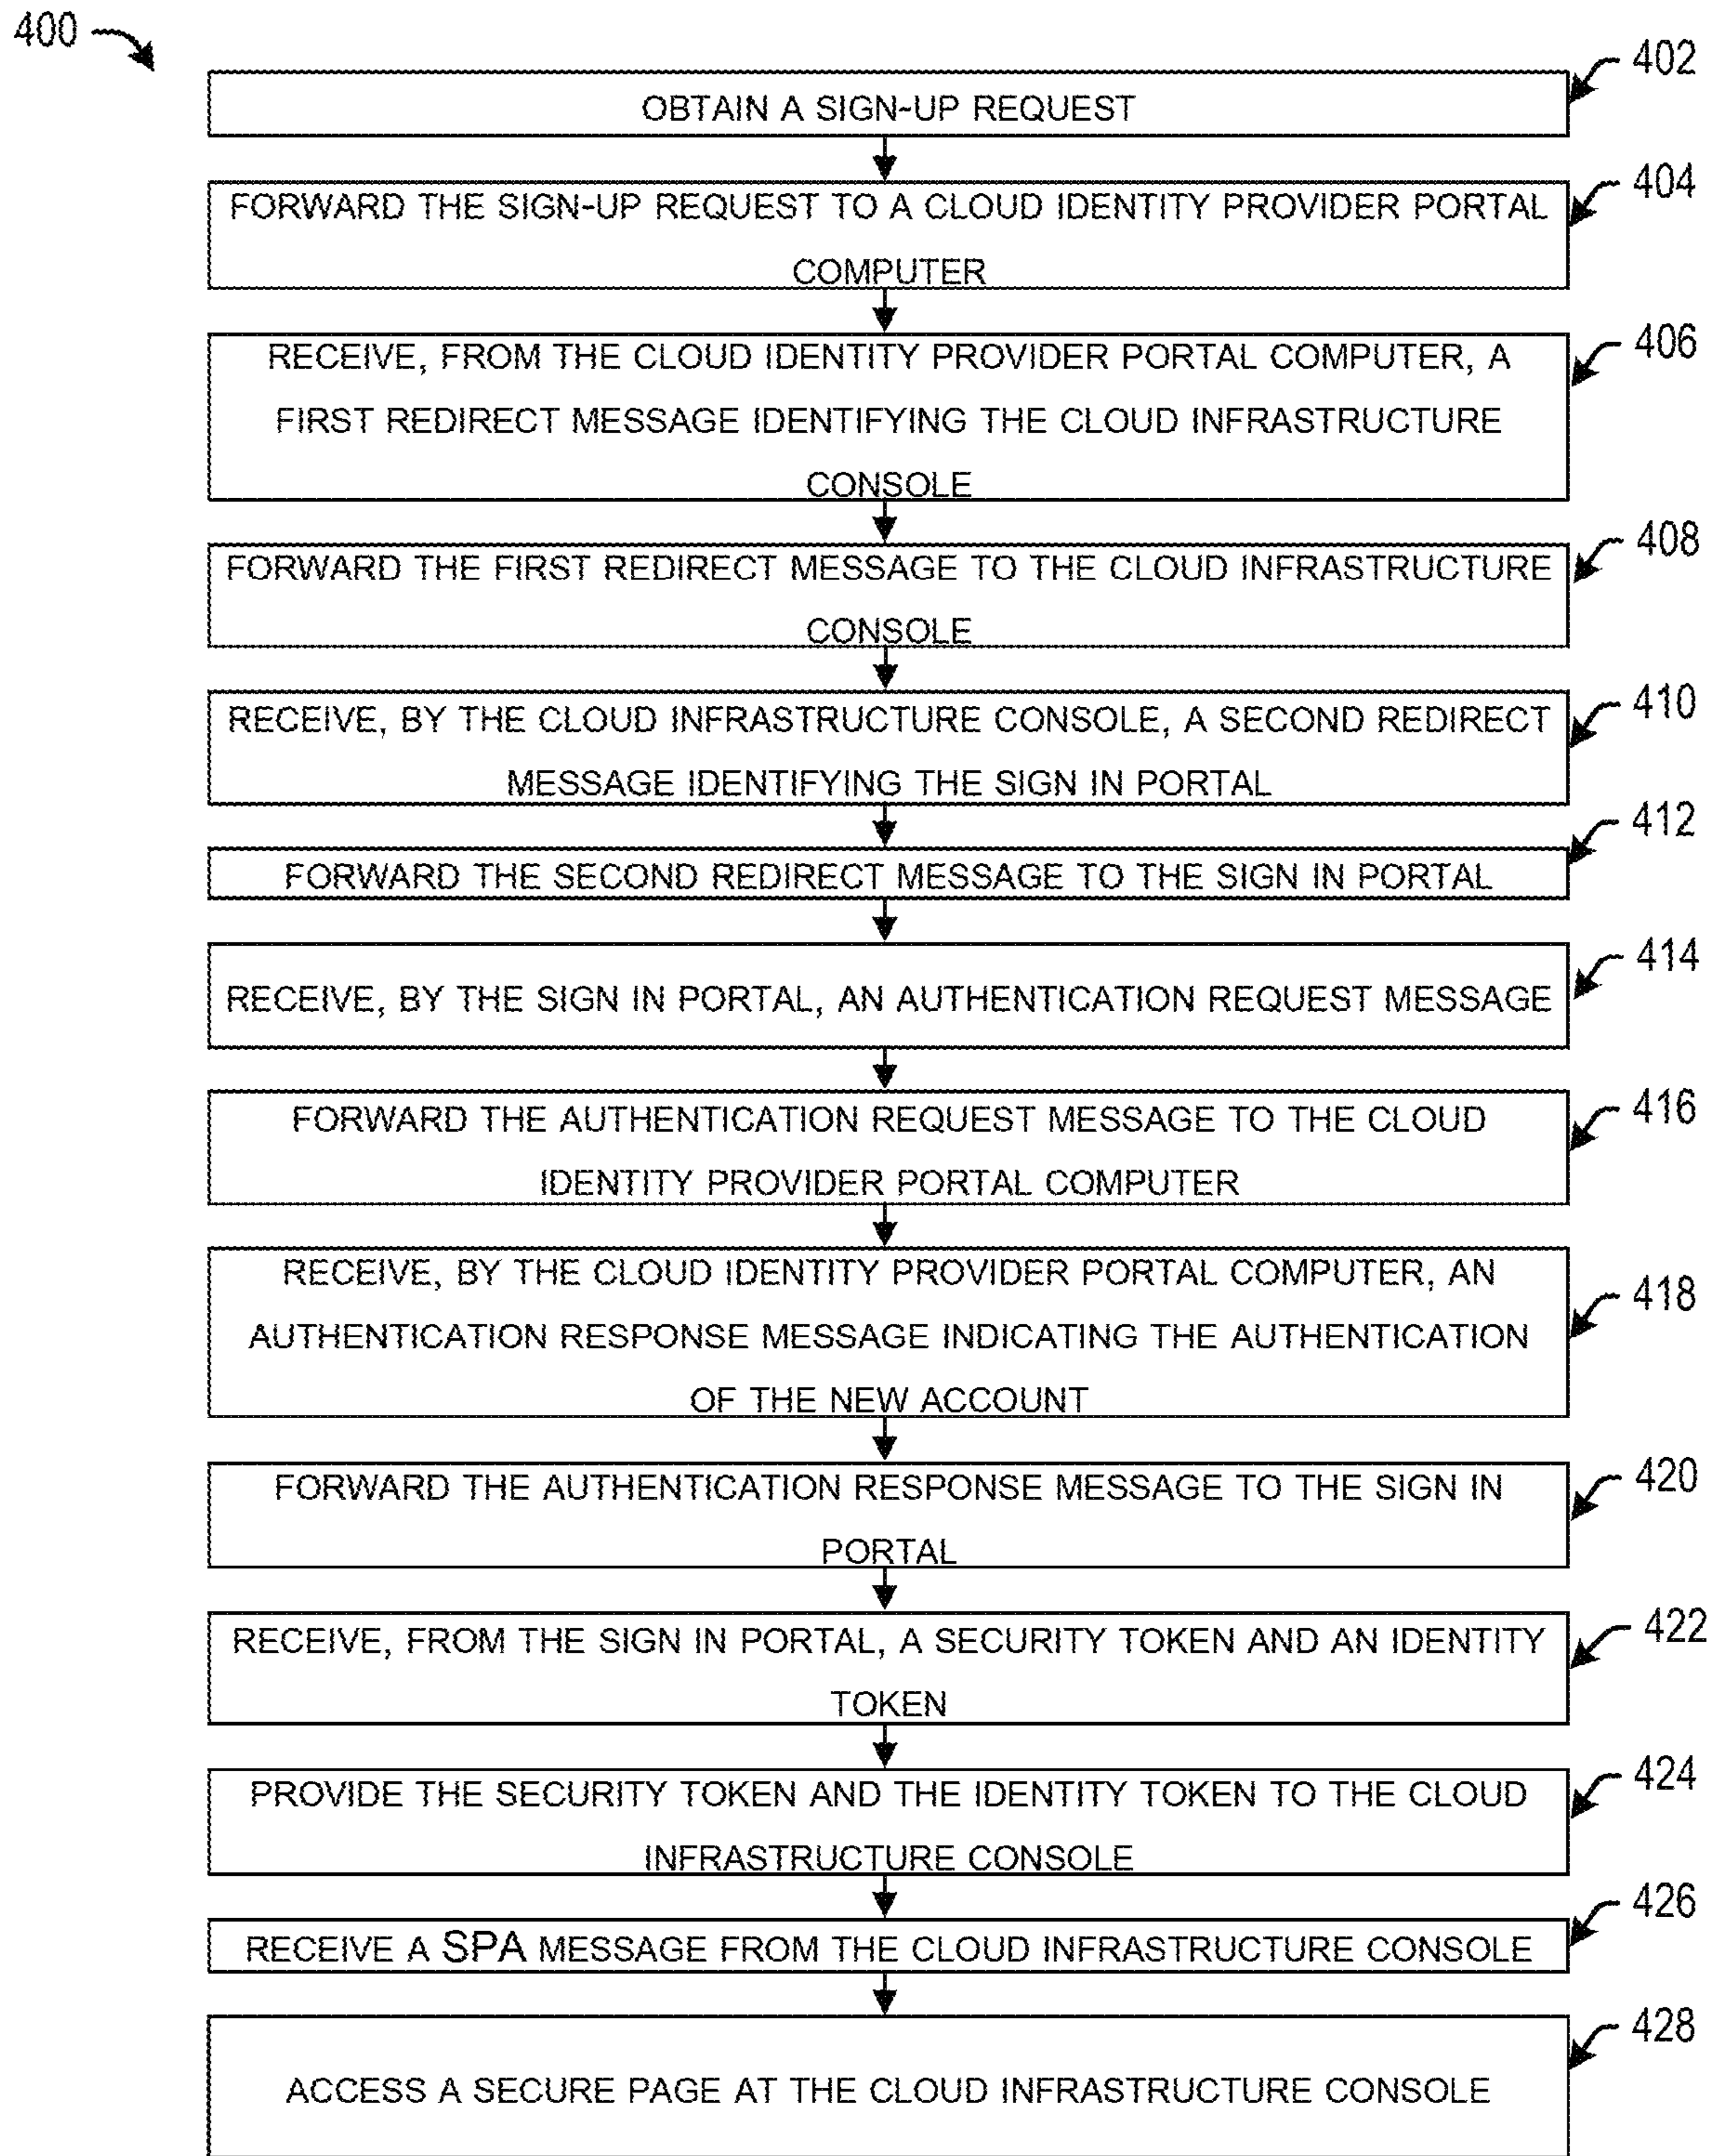 400
402
OBTAIN A SIGN-UP REQUEST
404
FORWARD THE SIGN-UP REQUEST TO A CLOUD IDENTITY PROVIDER PORTAL
COMPUTER
406
RECEIVE, FROM THE CLOUD IDENTITY PROVIDER PORTAL COMPUTER, A
FIRST REDIRECT MESSAGE IDENTIFYING THE CLOUD INFRASTRUCTURE
CONSOLE
408
FORWARD THE FIRST REDIRECT MESSAGE TO THE CLOUD INFRASTRUCTURE
CONSOLE
410
RECEIVE, BY THE CLOUD INFRASTRUCTURE CONSOLE, A SECOND REDIRECT
MESSAGE IDENTIFYING THE SIGN IN PORTAL
412
FORWARD THE SECOND REDIRECT MESSAGE TO THE SIGN IN PORTAL
414
RECEIVE, BY THE SIGN IN PORTAL, AN AUTHENTICATION REQUEST MESSAGE
416
FORWARD THE AUTHENTICATION REQUEST MESSAGE TO THE CLOUD
IDENTITY PROVIDER PORTAL COMPUTER
418
RECEIVE, BY THE CLOUD IDENTITY PROVIDER PORTAL COMPUTER, AN
AUTHENTICATION RESPONSE MESSAGE INDICATING THE AUTHENTICATION
OF THE NEW ACCOUNT
420
FORWARD THE AUTHENTICATION RESPONSE MESSAGE TO THE SIGN IN
PORTAL
422
RECEIVE, FROM THE SIGN IN PORTAL, A SECURITY TOKEN AND AN IDENTITY
TOKEN
424
PROVIDE THE SECURITY TOKEN AND THE IDENTITY TOKEN TO THE CLOUD
INFRASTRUCTURE CONSOLE
426
RECEIVE A SPA MESSAGE FROM THE CLOUD INFRASTRUCTURE CONSOLE
428
ACCESS A SECURE PAGE AT THE CLOUD INFRASTRUCTURE CONSOLE